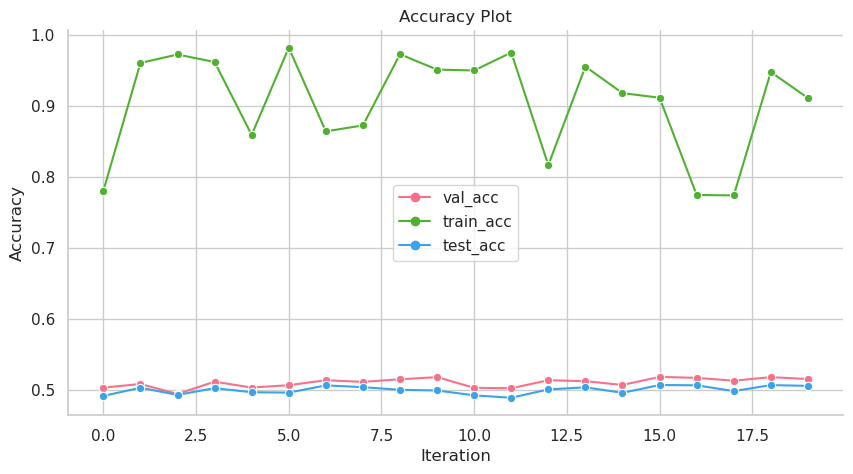 Accuracy Plot
1.0
0.9
0.8
0.7
0.6
0.5
Accuracy
val_acc
train_acc
test_acc
0.0 2.5 5.0 7.5 10.0 12.5 15.0 17.5
Iteration